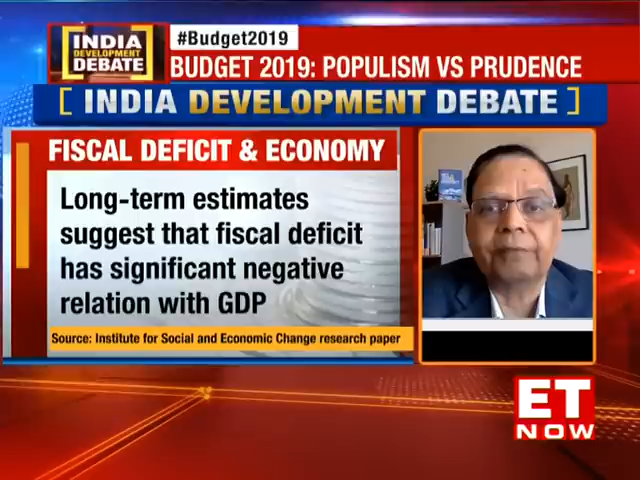 INDIA
DEVELOPMENT
DEBATE
#Budget2019
BUDGET 2019: POPULISM VS PRUDENCE
[ INDIA DEVELOPMENT DEBATE ]
FISCAL DEFICIT & ECONOMY
Long-term estimates
suggest that fiscal deficit
has significant negative
relation with GDP
Source: Institute for Social and Economic Change research paper
ET
NOW